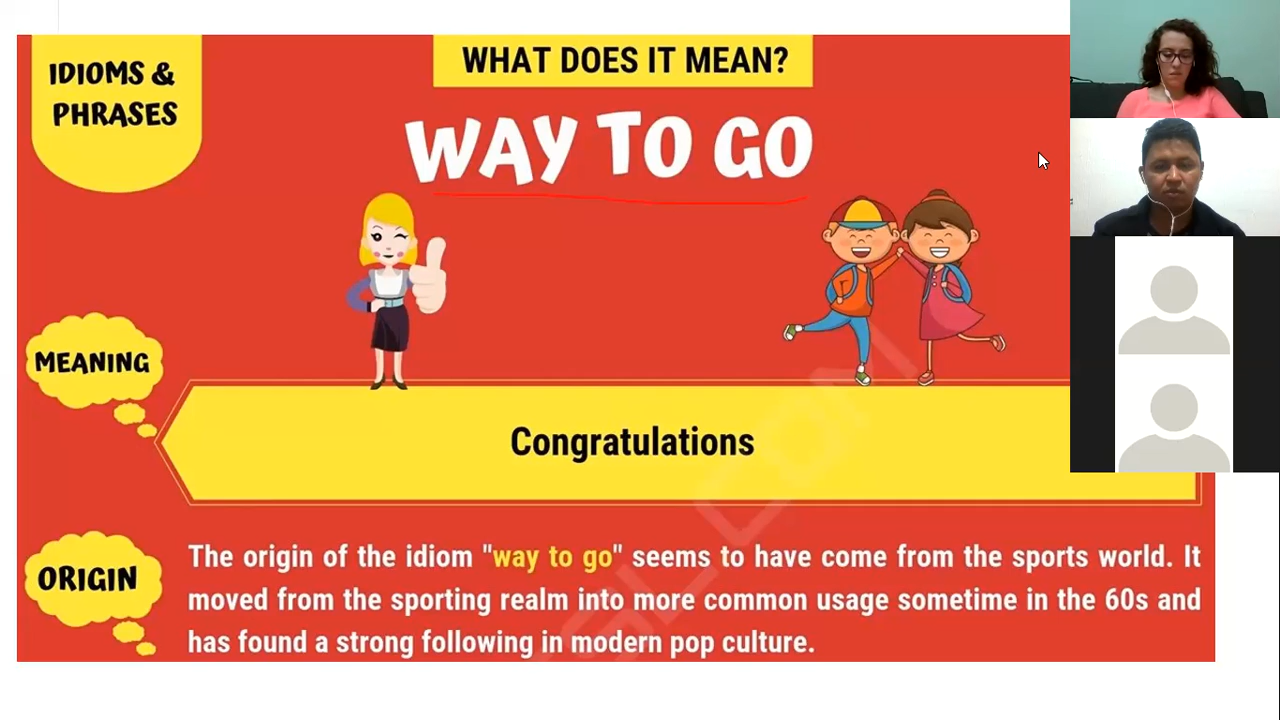 IDIOMS &
PHRASES
WHAT DOES IT MEAN?
WAY TO GO
MEANING
Congratulations
ORIGIN
The origin of the idiom "way to go" seems to have come from the sports world. It
moved from the sporting realm into more common usage sometime in the 60s and
has found a strong following in modern pop culture.